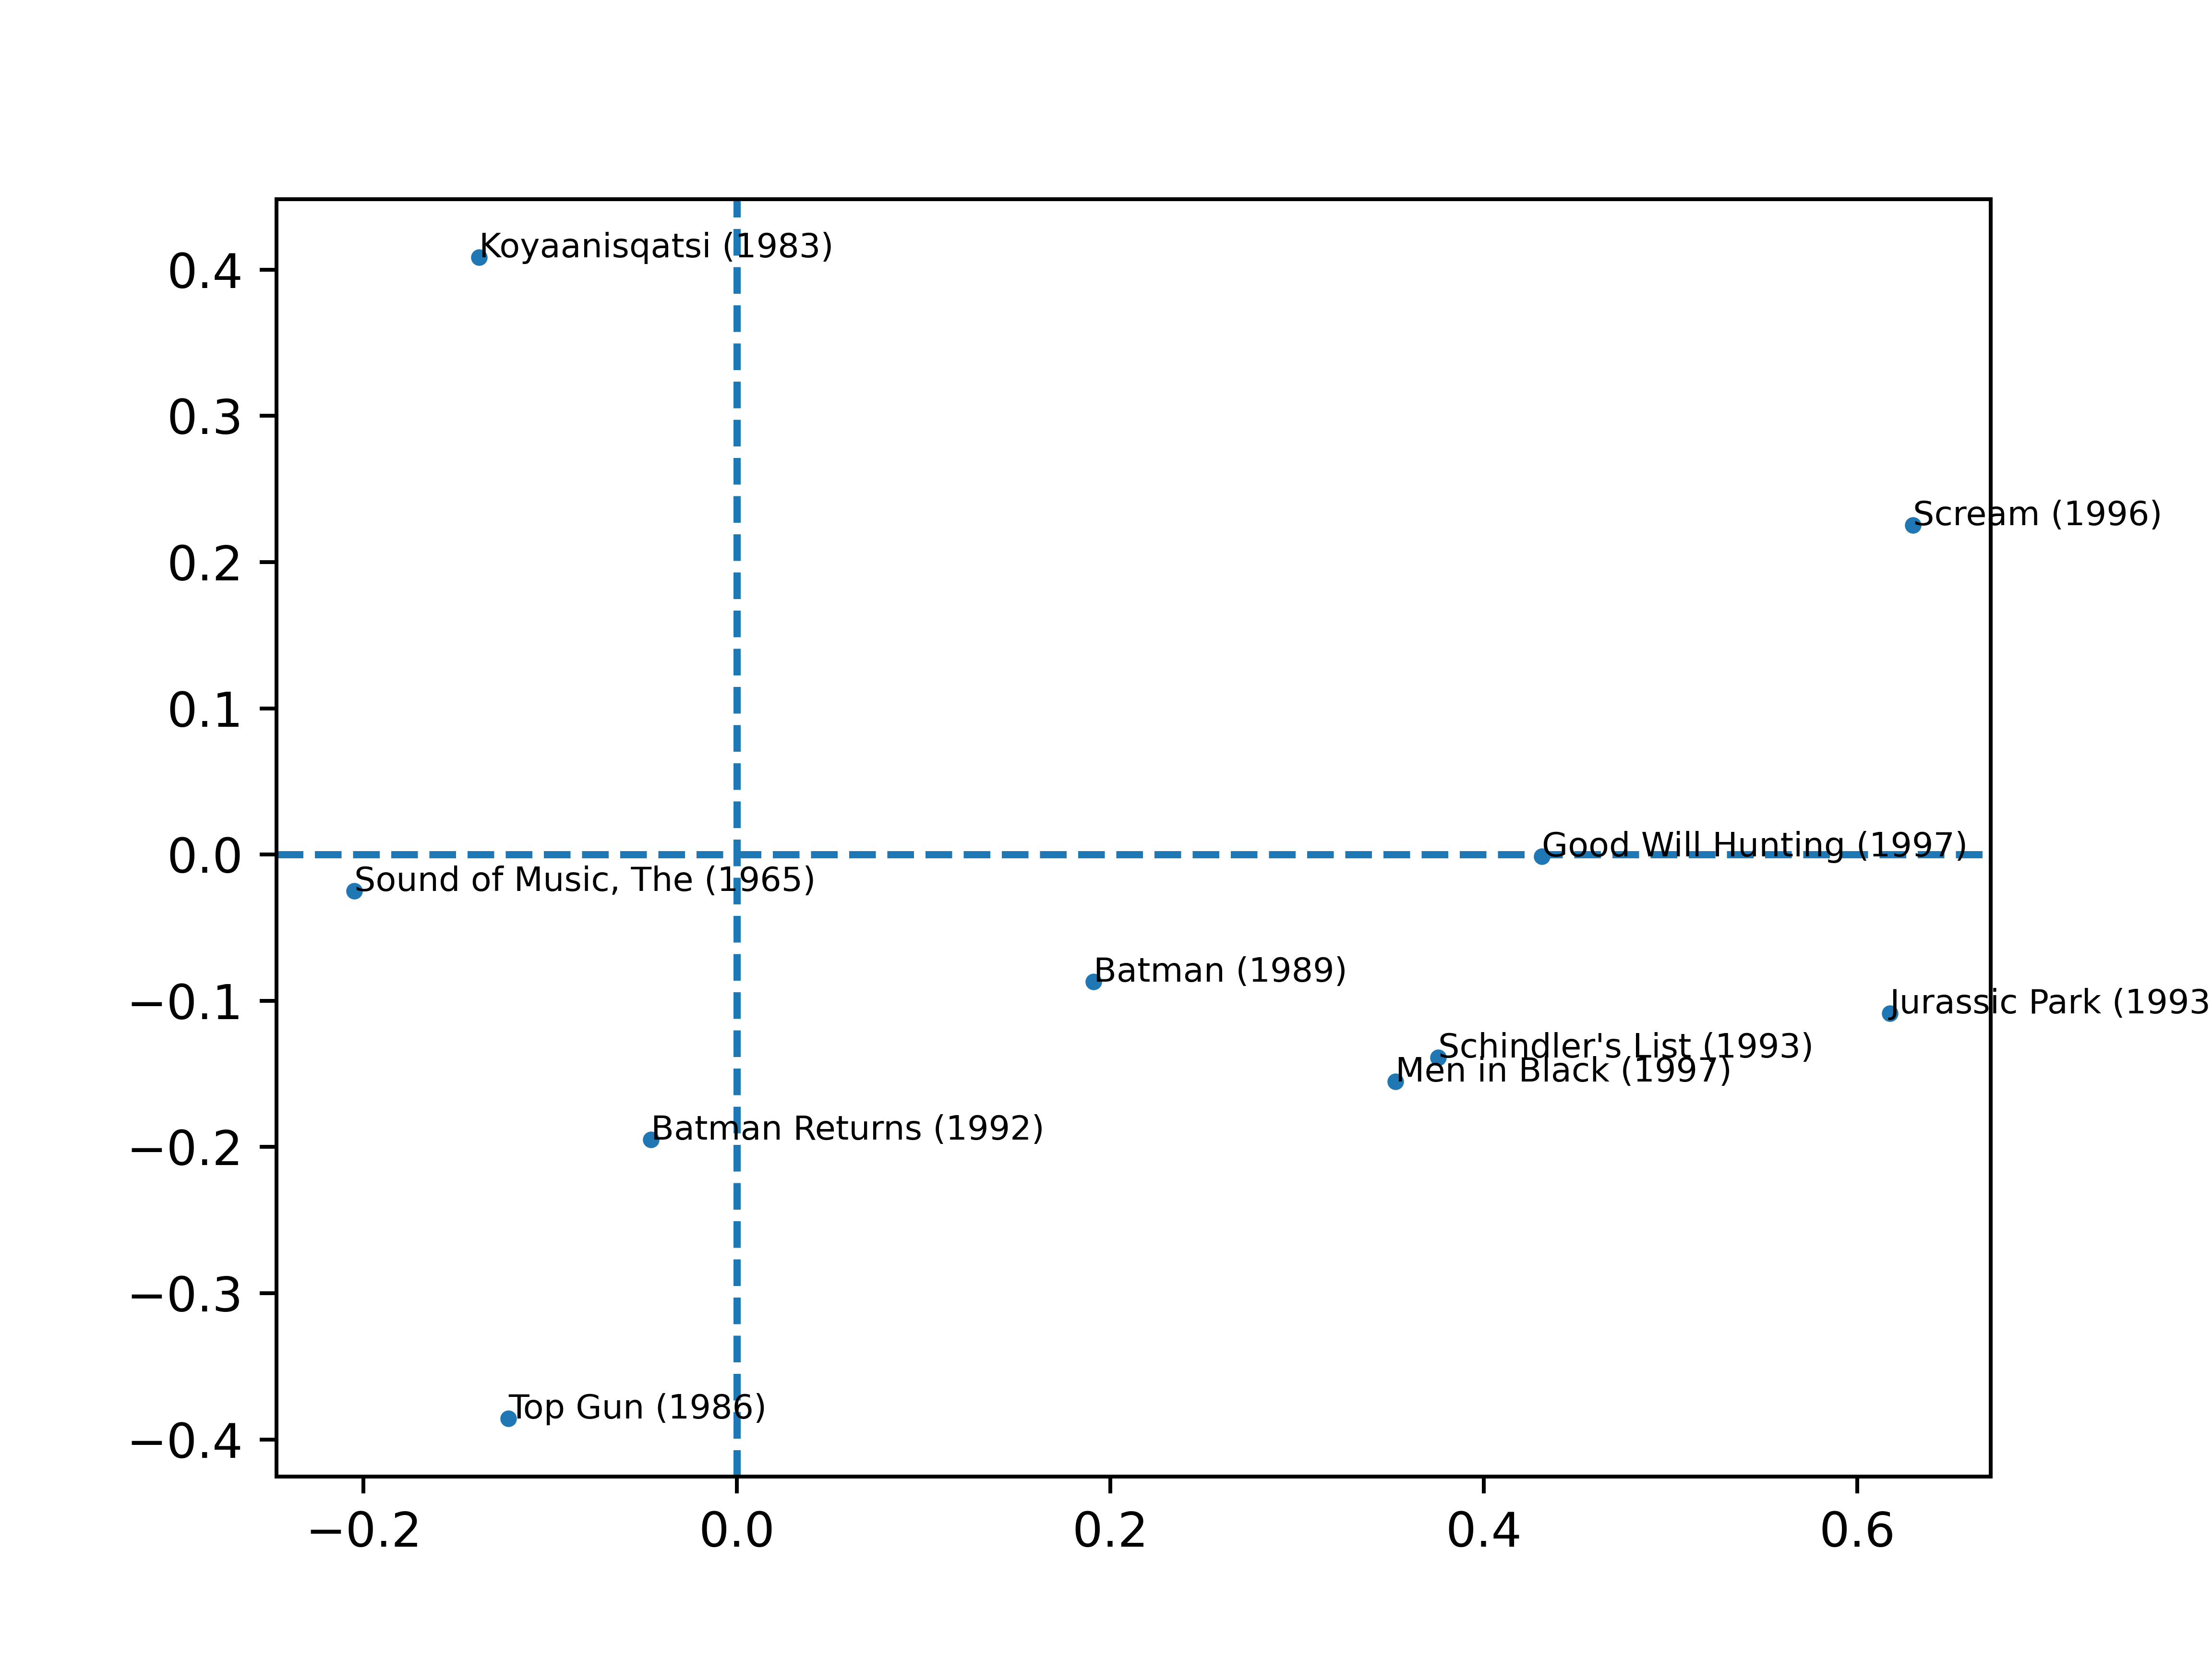 Koyaanisqatsi (1983)
0.4
0.3
Scream (1996)
0.2
0.1
Good Will Hunting (1997)
0.0
Sound of Music, The (1965)
Batman (1989)
−0.1
Jurassic Park (1993
Schindler's List (1993)
Men in Black (1997)
Batman Returns (1992)
−0.2
−0.3
Top Gun (1986)
−0.4
−0.2 0.0 0.2 0.4 0.6